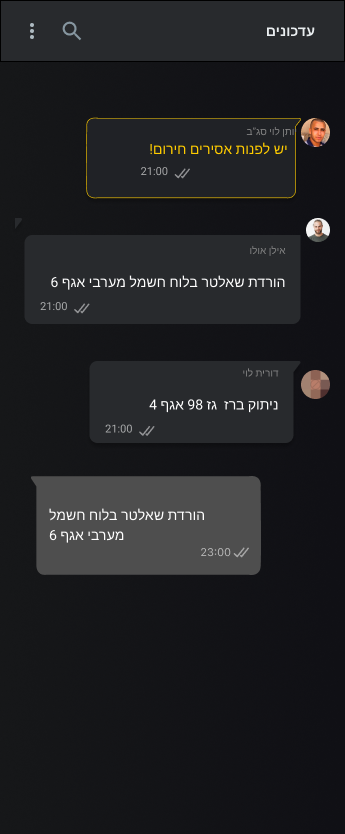 עדכונים
ותן לוי סג"ב
יש לפנות אסירים חירום!
21:00
אילן אולו
הורדת שאלטר בלוח חשמל מערבי אגף 6
21:00
דורית לוי
ניתוק ברז גז 98 אגף 4
21:00
הורדת שאלטר בלוח חשמל
מערבי אגף 6
23:00